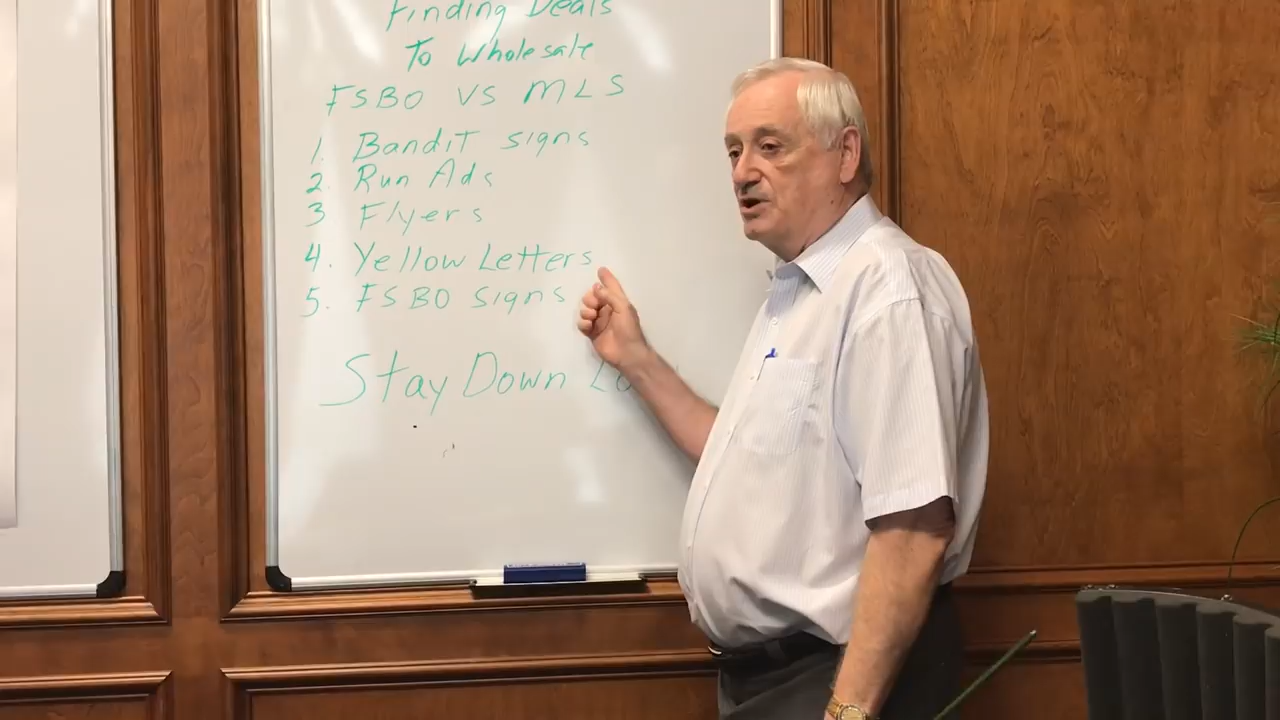 Finding Deals
To Wholesale
FSBO VS MLS
1. Bandit signs
2. Run Ads
3 Flyers
4. Yellow Letters
5. FSBO signs
Stay Down